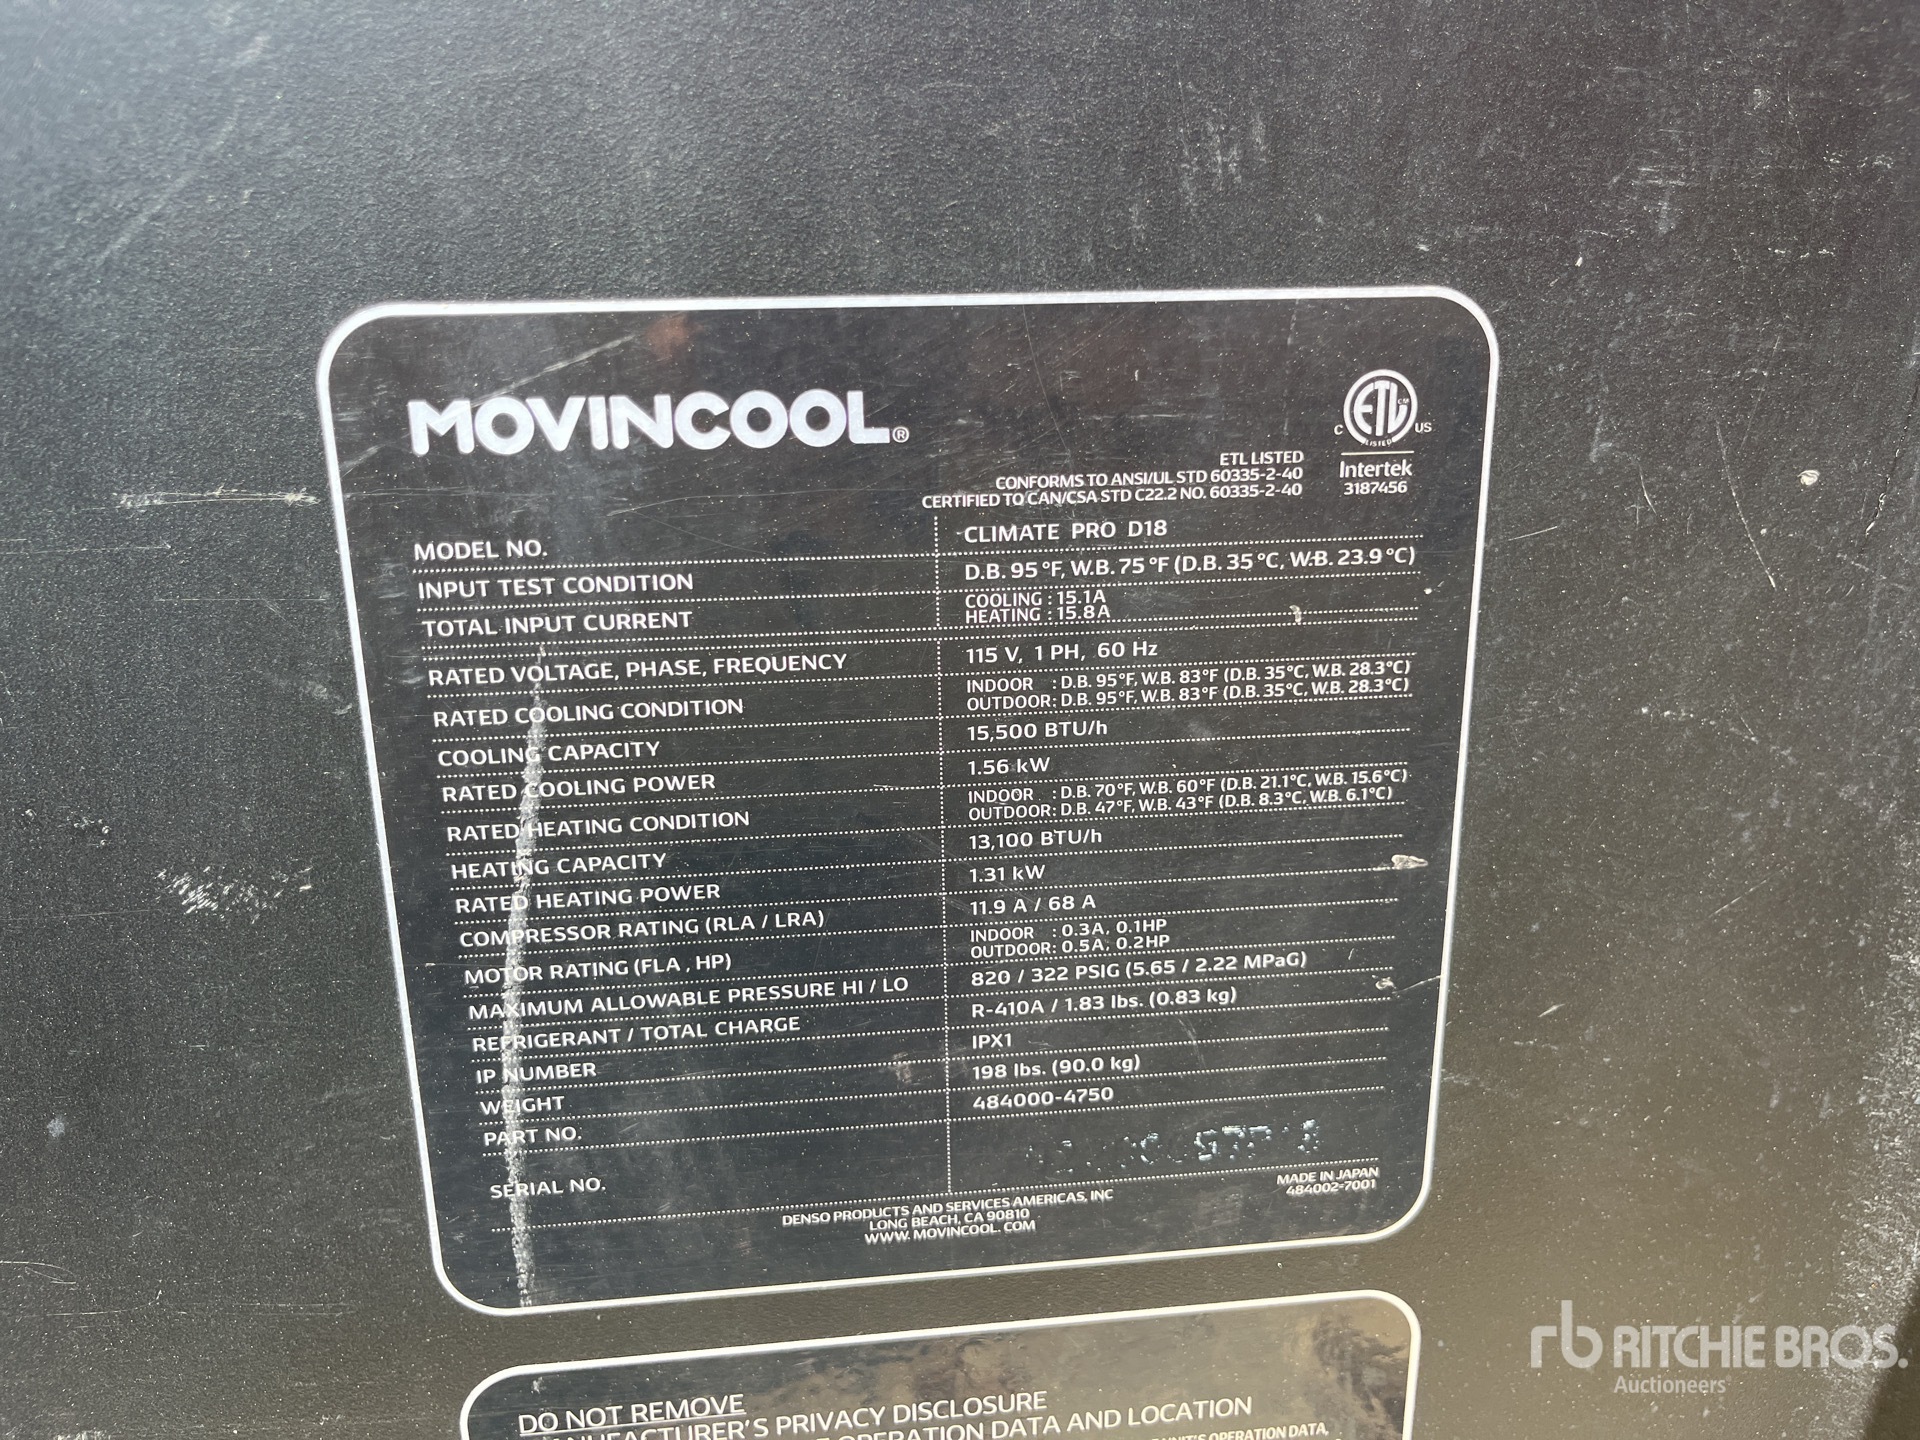 MOVINCOOL®
C ETL CM LISTED US
Intertek
3187456
ETL LISTED
CONFORMS TO ANSI/UL STD 60335-2-40
CERTIFIED TO CAN/CSA STD C22.2 NO. 60335-2-40
MODEL NO. CLIMATE PRO D18
INPUT TEST CONDITION D.B. 95°F, W.B. 75°F (D.B. 35°C, W.B. 23.9°C)
TOTAL INPUT CURRENT COOLING : 15.1A
HEATING : 15.8A
RATED VOLTAGE, PHASE, FREQUENCY 115 V, 1 PH, 60 Hz
RATED COOLING CONDITION INDOOR : D.B. 95°F, W.B. 83°F (D.B. 35°C, W.B. 28.3°C)
OUTDOOR: D.B. 95°F, W.B. 83°F (D.B. 35°C, W.B. 28.3°C)
COOLING CAPACITY 15,500 BTU/h
RATED COOLING POWER 1.56 kW
RATED HEATING CONDITION INDOOR : D.B. 70°F, W.B. 60°F (D.B. 21.1°C, W.B. 15.6°C)
OUTDOOR: D.B. 47°F, W.B. 43°F (D.B. 8.3°C, W.B. 6.1°C)
HEATING CAPACITY 13,100 BTU/h
RATED HEATING POWER 1.31 kW
COMPRESSOR RATING (RLA / LRA) 11.9 A / 68 A
MOTOR RATING (FLA , HP) INDOOR : 0.3A, 0.1HP
OUTDOOR: 0.5A, 0.2HP
MAXIMUM ALLOWABLE PRESSURE HI / LO 820 / 322 PSIG (5.65 / 2.22 MPaG)
REFRIGERANT / TOTAL CHARGE R-410A / 1.83 lbs. (0.83 kg)
IP NUMBER IPX1
WEIGHT 198 lbs. (90.0 kg)
PART NO. 484000-4750
SERIAL NO.
MADE IN JAPAN
484002-7001
DENSO PRODUCTS AND SERVICES AMERICAS, INC
LONG BEACH, CA 90810
WWW. MOVINCOOL. COM
DO NOT REMOVE
MANUFACTURER'S PRIVACY DISCLOSURE
OPERATION DATA AND LOCATION
UNIT'S OPERATION DATA,
rb RITCHIE BROS.
Auctioneers